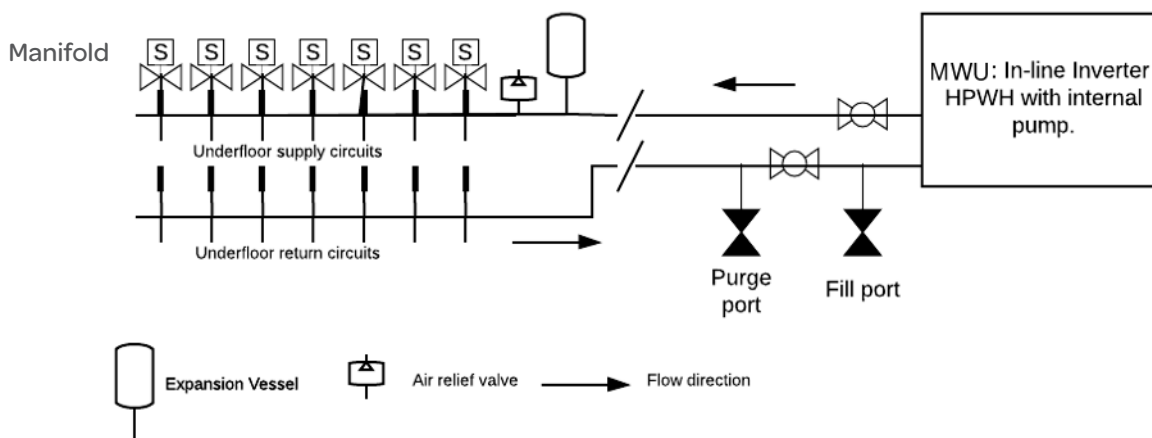 Manifold
S S S S S S S
MWU: In-line Inverter
HPWH with internal
pump.
Underfloor supply circuits
Underfloor return circuits
Purge
port
Fill port
Expansion Vessel
Air relief valve
Flow direction